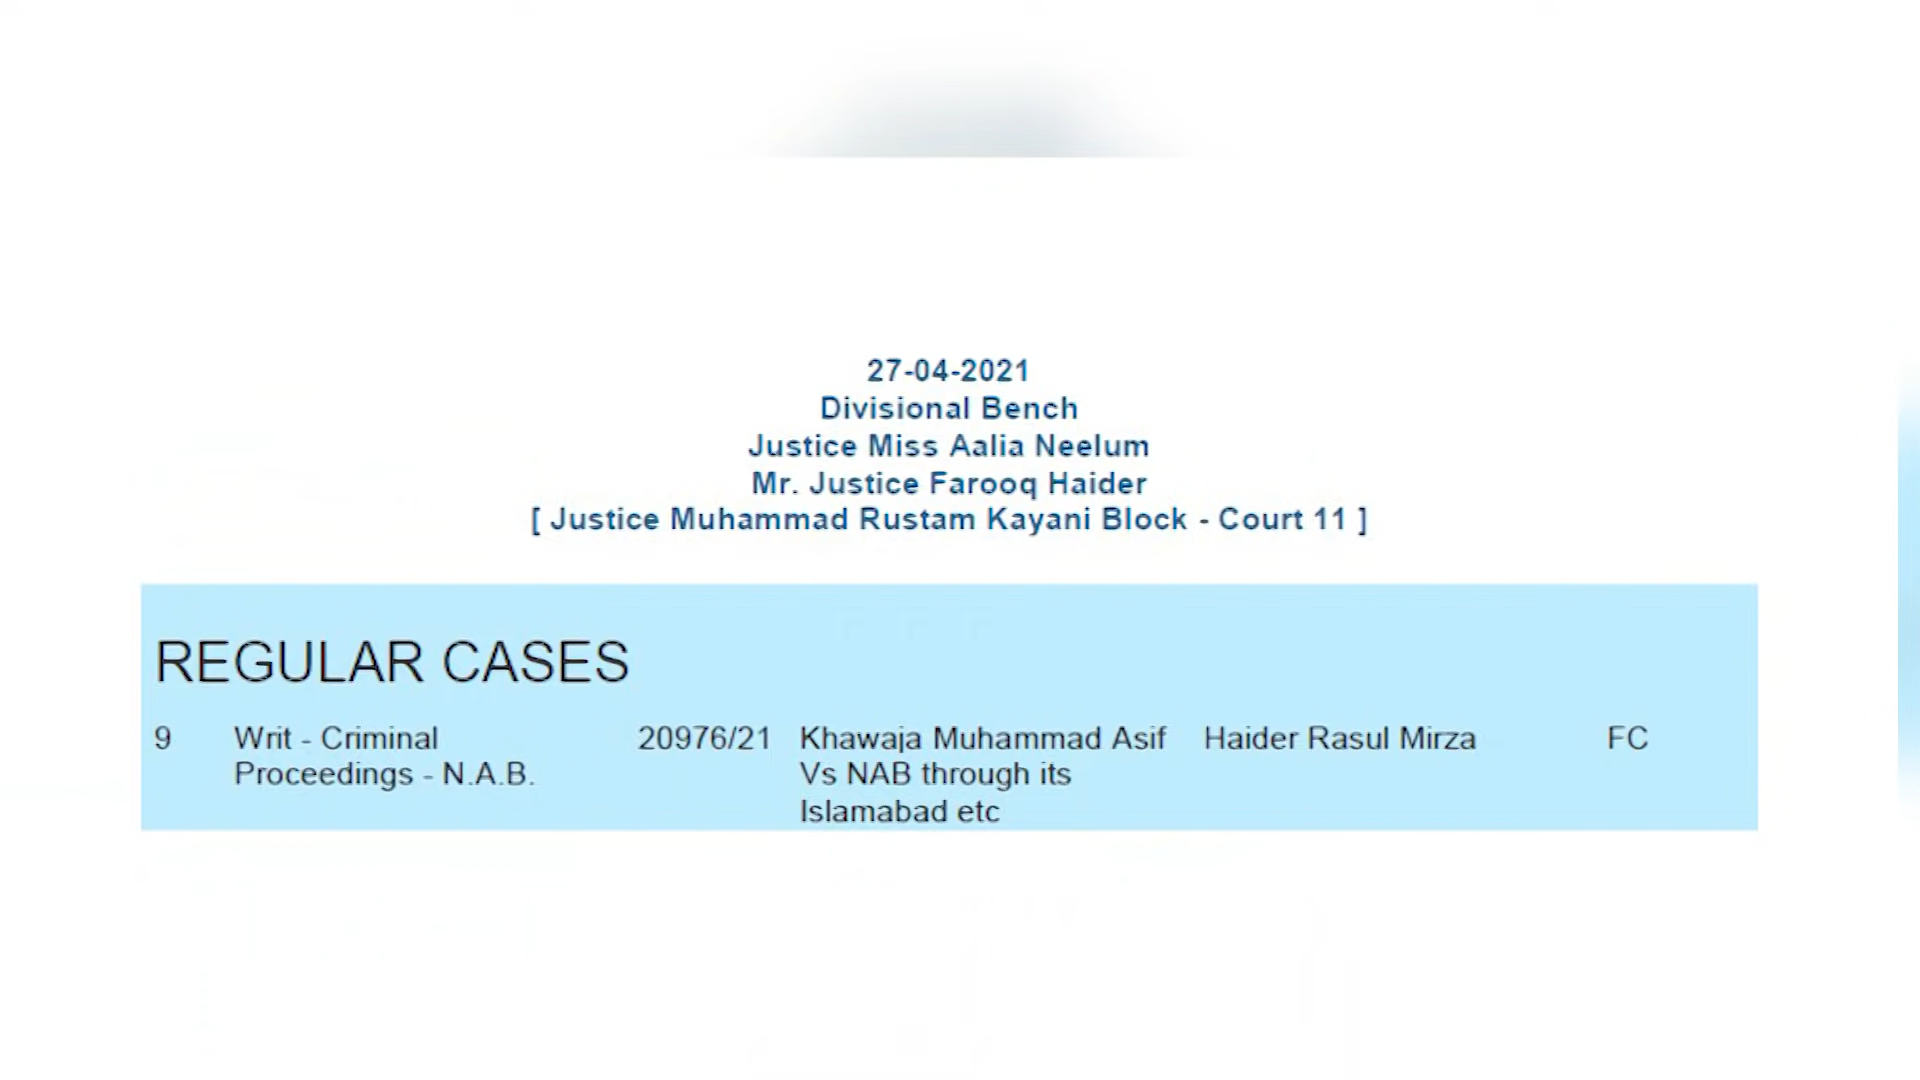 27-04-2021
Divisional Bench
Justice Miss Aalia Neelum
Mr. Justice Farooq Haider
[ Justice Muhammad Rustam Kayani Block - Court 11 ]
REGULAR CASES
9 Writ - Criminal 20976/21 Khawaja Muhammad Asif Haider Rasul Mirza FC
Proceedings - N.A.B. Vs NAB through its
Islamabad etc